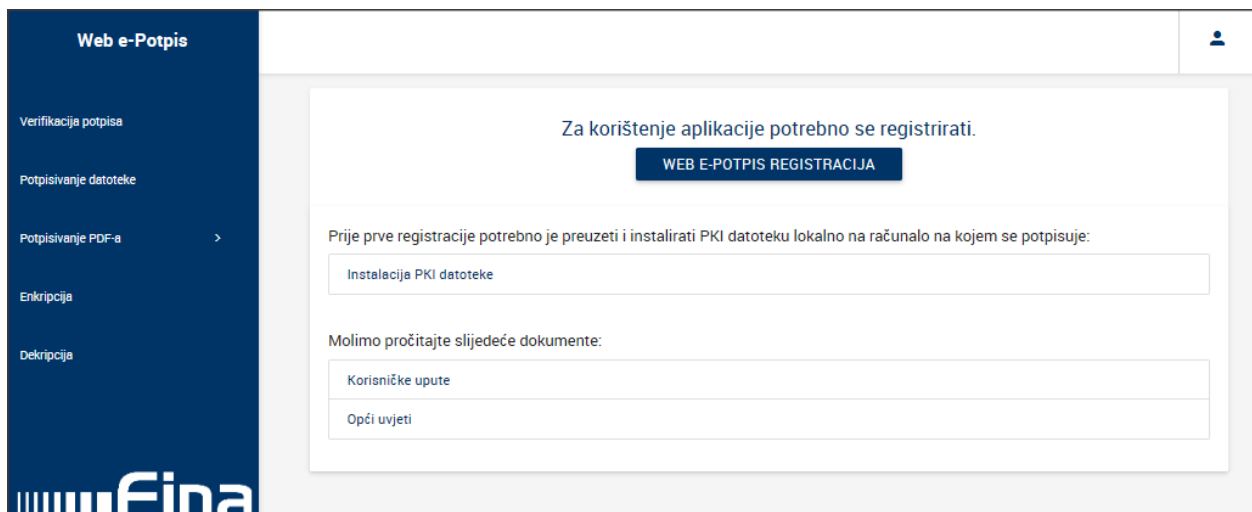 Web e-Potpis
Verifikacija potpisa
Potpisivanje datoteke
Potpisivanje PDF-a
Enkripcija
Dekripcija
Fina
Za korištenje aplikacije potrebno se registrirati.
WEB E-POTPIS REGISTRACIJA
Prije prve registracije potrebno je preuzeti i instalirati PKI datoteku lokalno na računalo na kojem se potpisuje:
Instalacija PKI datoteke
Molimo pročitajte slijedeće dokumente:
Korisničke upute
Opći uvjeti